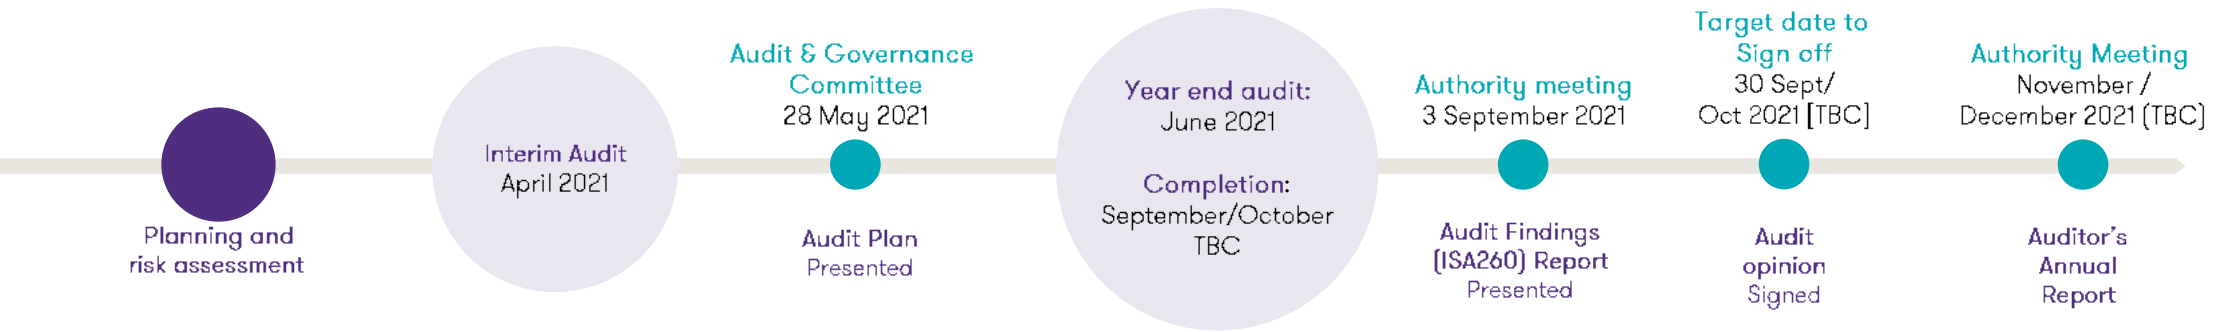 Planning and
risk assessment
Interim Audit
April 2021
Audit & Governance
Committee
28 May 2021
Audit Plan
Presented
Year end audit:
June 2021
Completion:
September/October
TBC
Authority meeting
3 September 2021
Audit Findings
(ISA260) Report
Presented
Target date to
Sign off
30 Sept/
Oct 2021 [TBC]
Audit
opinion
Signed
Authority Meeting
November /
December 2021 (TBC)
Auditor's
Annual
Report